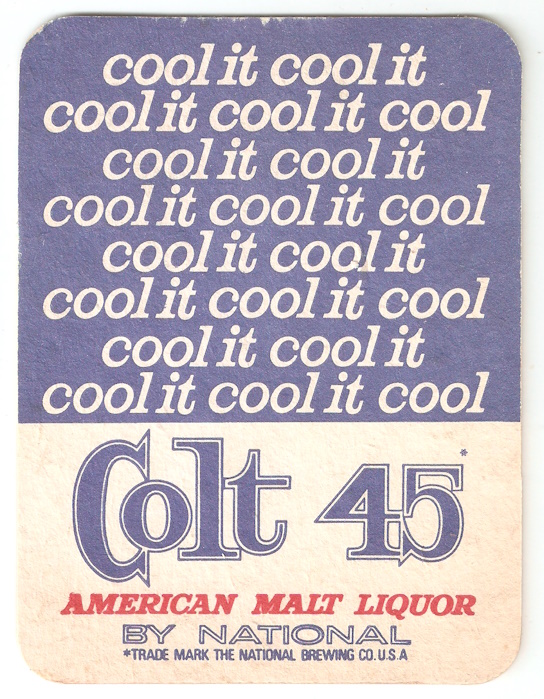 cool it cool it
cool it cool it cool
cool it cool it
cool it cool it cool
cool it cool it
cool it cool it cool
cool it cool it
cool it cool it cool
Colt 45*
AMERICAN MALT LIQUOR
BY NATIONAL
*TRADE MARK THE NATIONAL BREWING CO. U.S.A